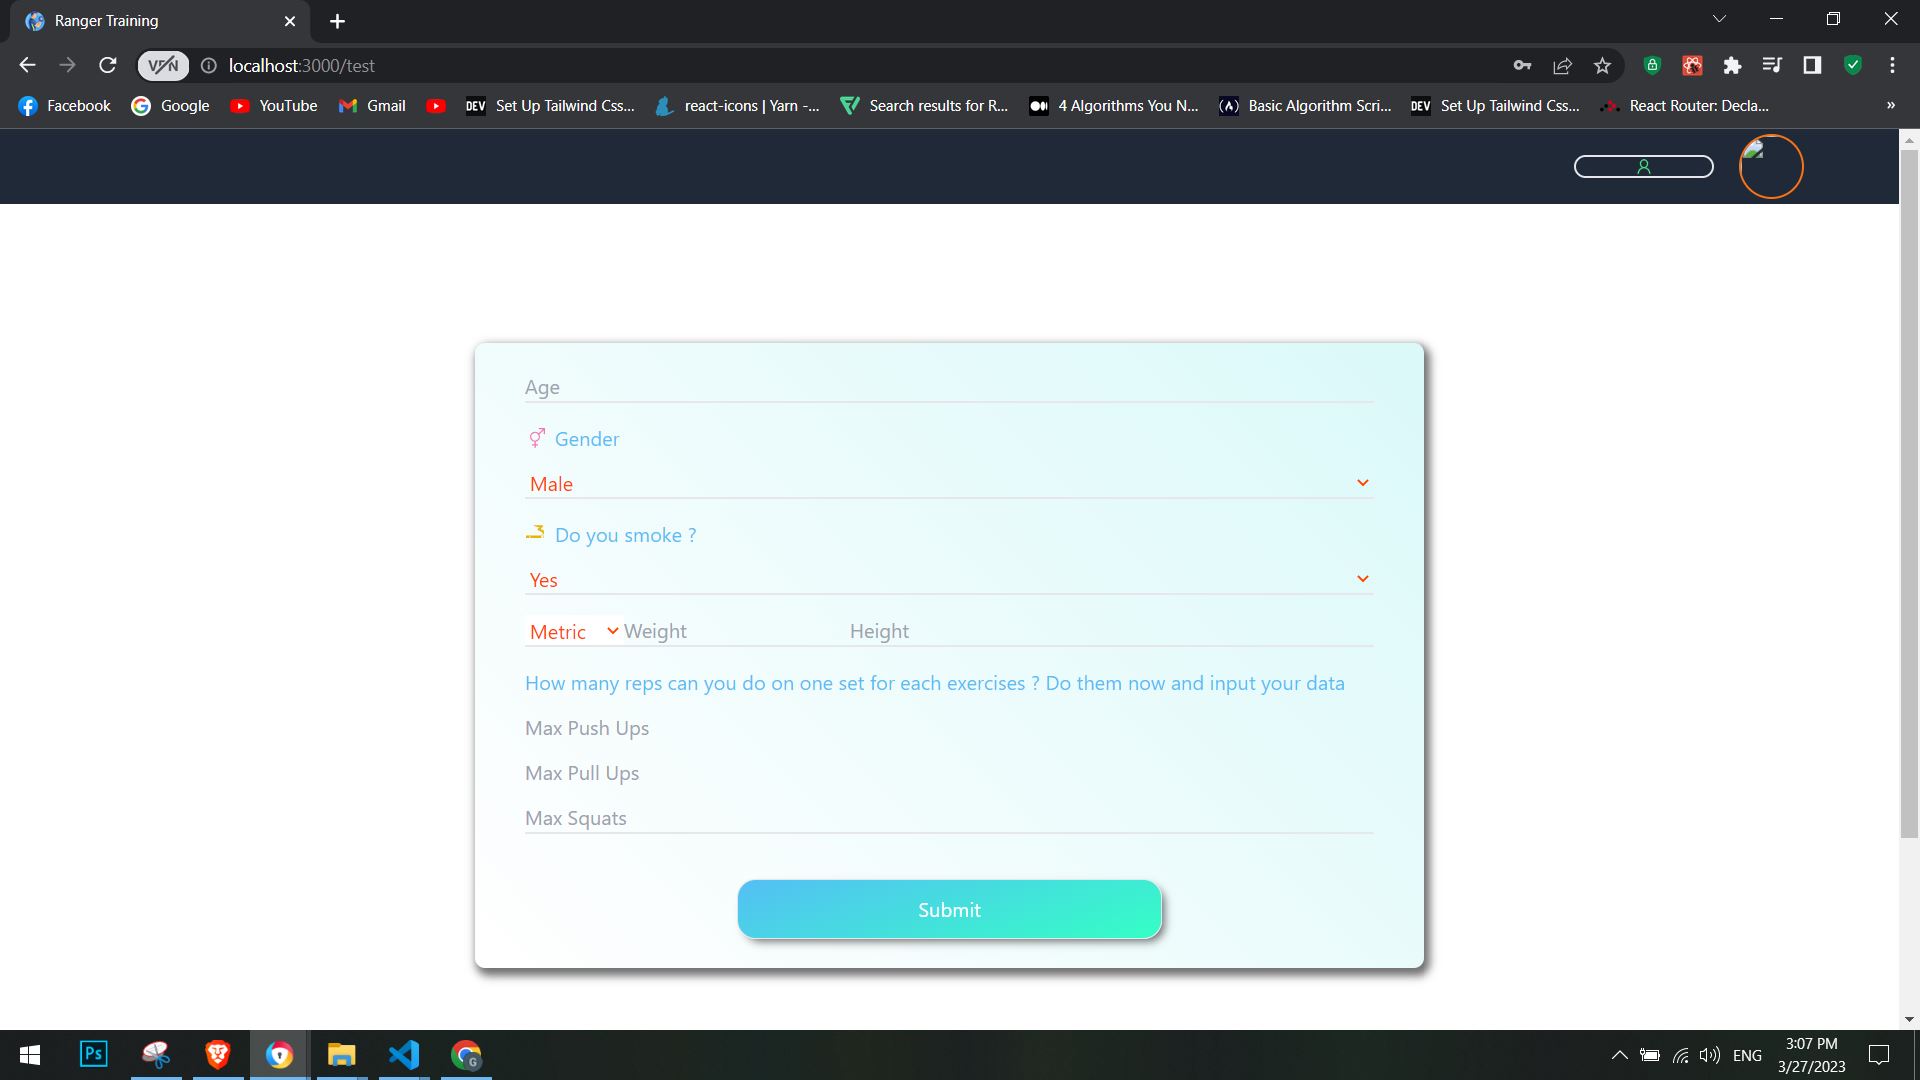 Ranger Training
VPN
localhost:3000/test
Facebook
Google
YouTube
Gmail
DEV Set Up Tailwind Css...
react-icons | Yarn -...
Search results for R...
4 Algorithms You N...
Basic Algorithm Scri...
DEV Set Up Tailwind Css...
React Router: Decla...
»
Age
Gender
Male
Do you smoke ?
Yes
Metric Weight Height
How many reps can you do on one set for each exercises ? Do them now and input your data
Max Push Ups
Max Pull Ups
Max Squats
Submit
Ps
G
ENG
3:07 PM
3/27/2023